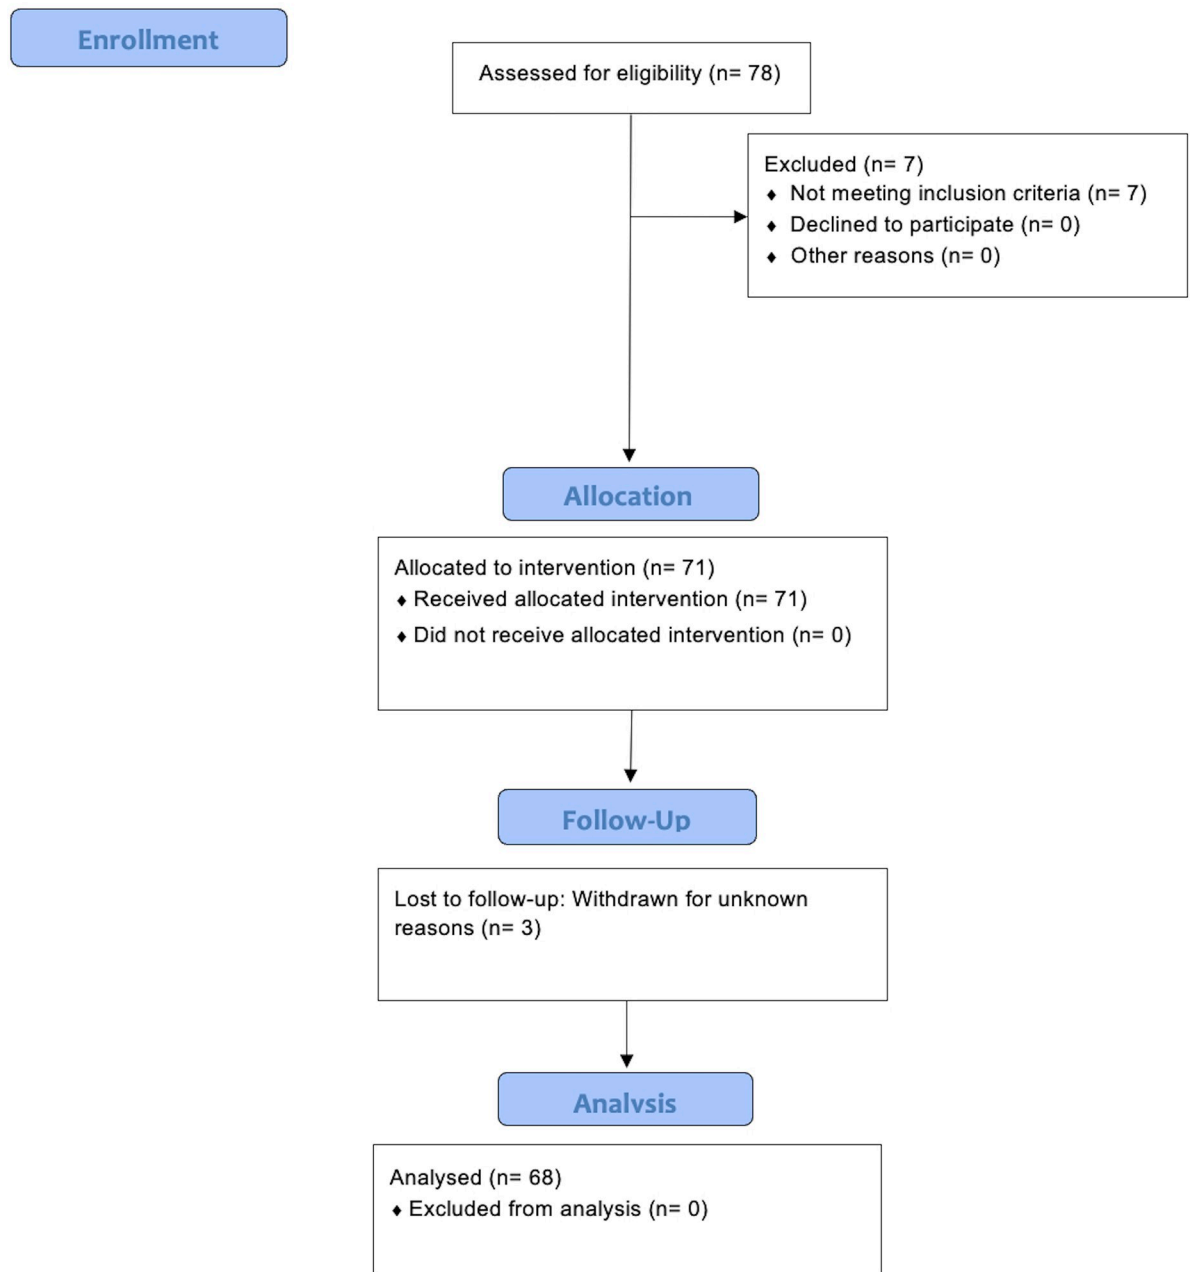 Enrollment
Assessed for eligibility (n= 78)
Excluded (n= 7)
♦ Not meeting inclusion criteria (n= 7)
♦ Declined to participate (n= 0)
♦ Other reasons (n= 0)
Allocation
Allocated to intervention (n= 71)
♦ Received allocated intervention (n= 71)
♦ Did not receive allocated intervention (n= 0)
Follow-Up
Lost to follow-up: Withdrawn for unknown
reasons (n= 3)
Analysis
Analysed (n= 68)
♦ Excluded from analysis (n= 0)